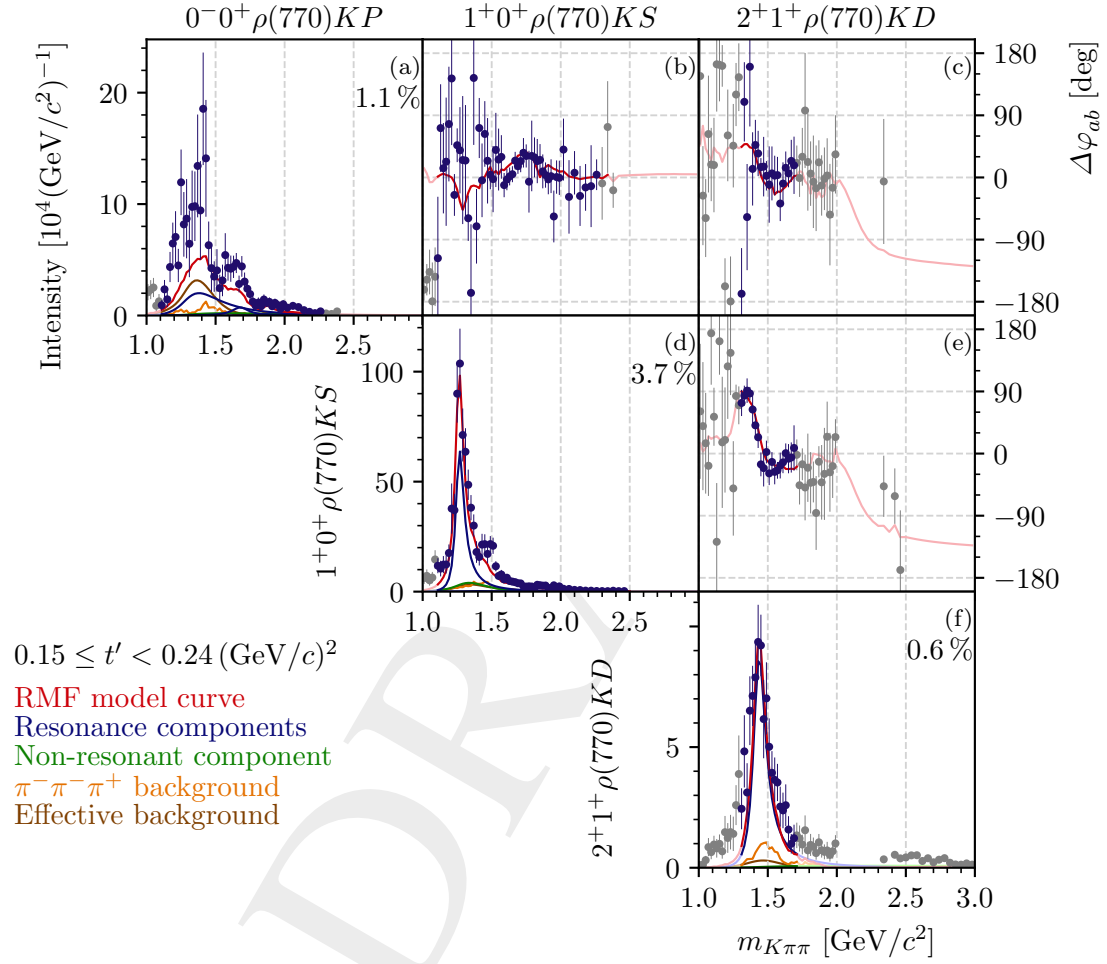 0⁻0⁺ρ(770)KP 1⁺0⁺ρ(770)KS 2⁺1⁺ρ(770)KD
Intensity [10⁴(GeV/c²)⁻¹]
20
10
0
(a)
1.1 %
1.0 1.5 2.0 2.5
(b)
(c)
180
90
0
−90
−180
Δφ_ab [deg]
1⁺0⁺ρ(770)KS
100
50
0
(d)
3.7 %
1.0 1.5 2.0 2.5
(e)
180
90
0
−90
−180
2⁺1⁺ρ(770)KD
5
0
(f)
0.6 %
1.0 1.5 2.0 2.5 3.0
m_Kππ [GeV/c²]
0.15 ≤ t′ < 0.24 (GeV/c)²
RMF model curve
Resonance components
Non-resonant component
π⁻π⁻π⁺ background
Effective background
DRA